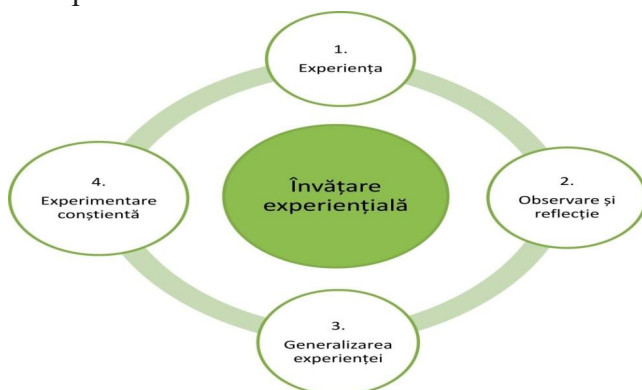 1.
Experiența
2.
Observare și
reflecție
3.
Generalizarea
experienței
4.
Experimentare
conștientă
Învățare
experiențială